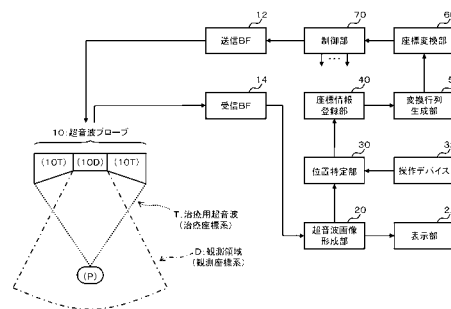 12
送信BF
70
制御部
座標変換部
14
受信BF
40
座標情報
登録部
変換行列
生成部
10:超音波プローブ
(10T)
(10D)
(10T)
30
位置特定部
操作デバイス
T:治療用超音波
(治療座標系)
20
超音波画像
形成部
表示部
(P)
D:観測領域
(観測座標系)